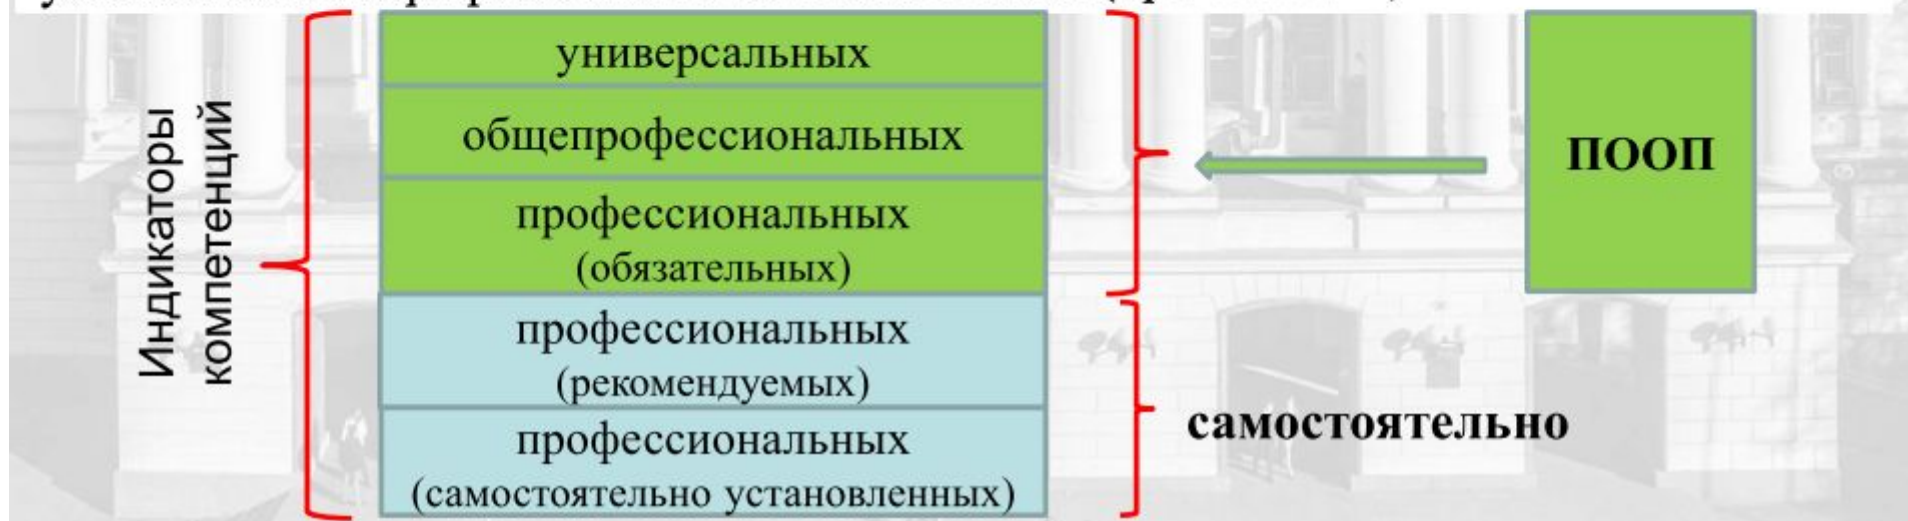 Индикаторы
компетенций
универсальных
общепрофессиональных
профессиональных
(обязательных)
профессиональных
(рекомендуемых)
профессиональных
(самостоятельно установленных)
ПООП
самостоятельно